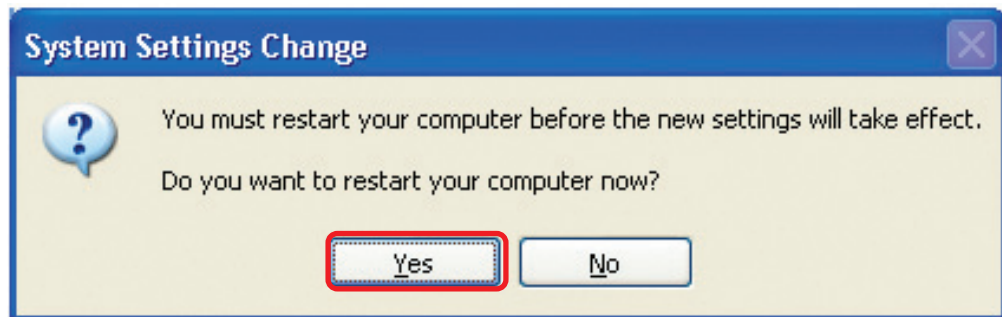 System Settings Change
You must restart your computer before the new settings will take effect.
Do you want to restart your computer now?
Yes No